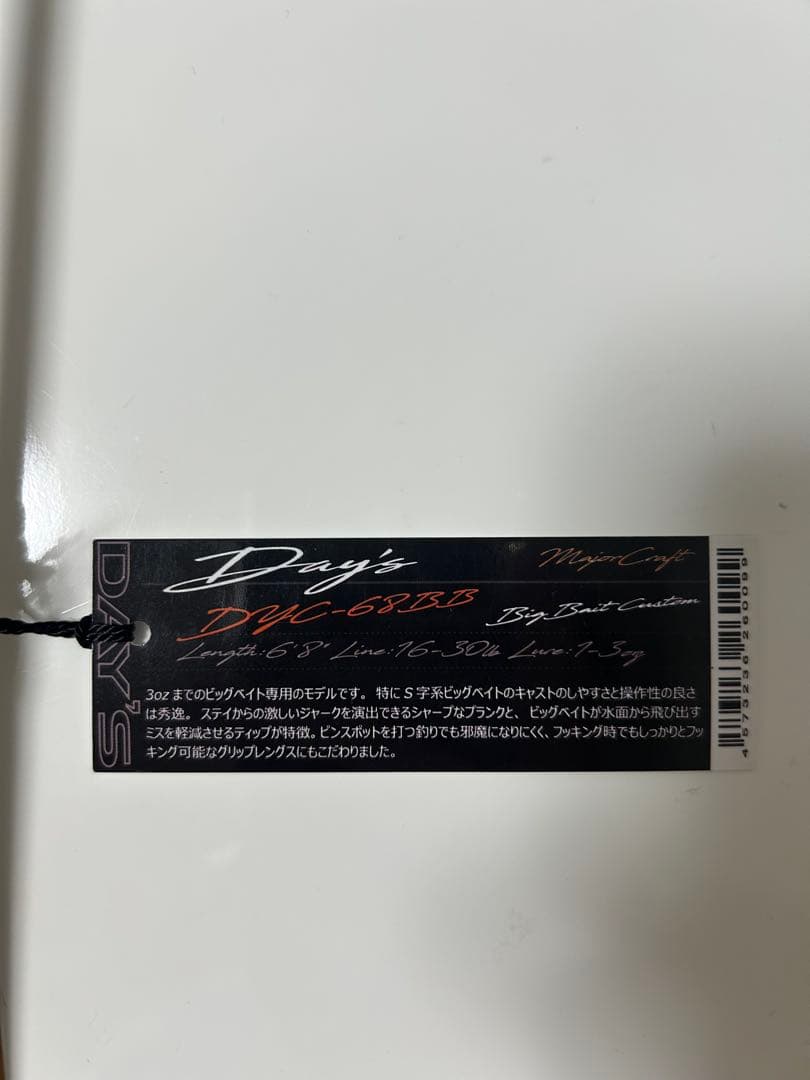 DAY'S
Day's
MajorCraft
DYC-68BB
Big Bait Custom
Length:6'8" Line:16-30lb Lure:1-3oz
3ozまでのビッグベイト専用のモデルです。特にS字系ビッグベイトのキャストのしやすさと操作性の良さ
は秀逸。ステイからの激しいジャークを演出できるシャープなブランクと、ビッグベイトが水面から飛び出す
ミスを軽減させるティップが特徴。ピンスポットを打つ釣りでも邪魔になりにくく、フッキング時でもしっかりとフッ
キング可能なグリップレングスにもこだわりました。
4573236260099